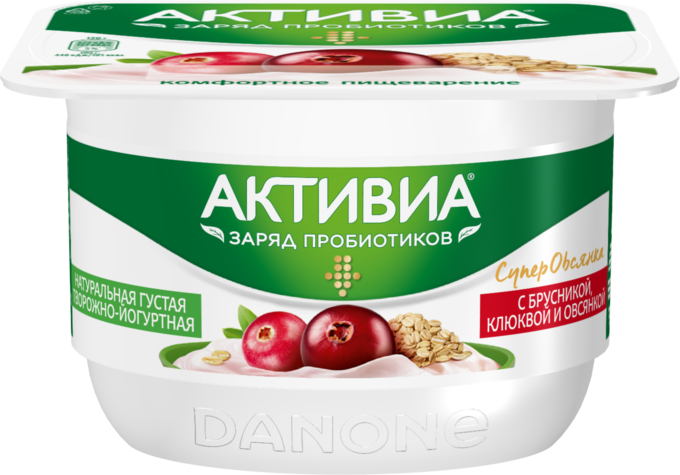 АКТИВИА
ЗАРЯД ПРОБИОТИКОВ
комфортное пищеварение
АКТИВИА®
ЗАРЯД ПРОБИОТИКОВ
НАТУРАЛЬНАЯ ГУСТАЯ
ТВОРОЖНО-ЙОГУРТНАЯ
СуперОвсянка
С БРУСНИКОЙ,
КЛЮКВОЙ И ОВСЯНКОЙ
DANONE